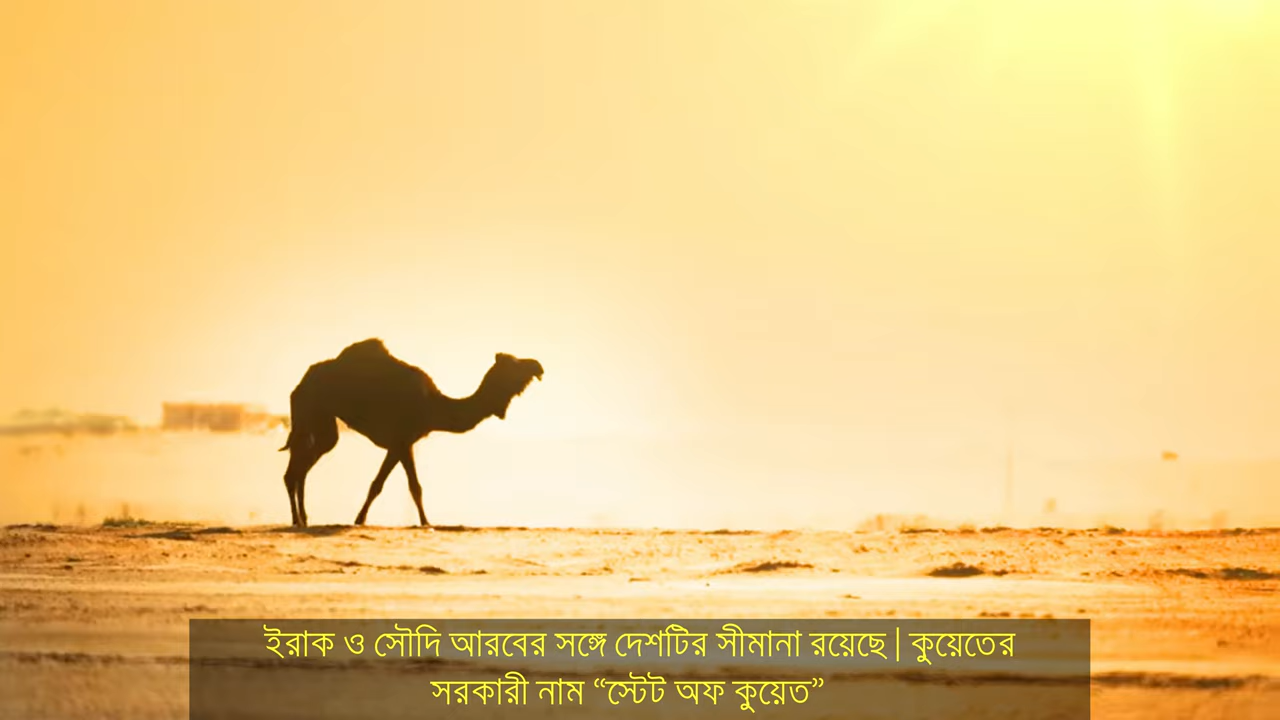 ইরাক ও সৌদি আরবের সঙ্গে দেশটির সীমানা রয়েছে | কুয়েতের
সরকারী নাম “স্টেট অফ কুয়েত”